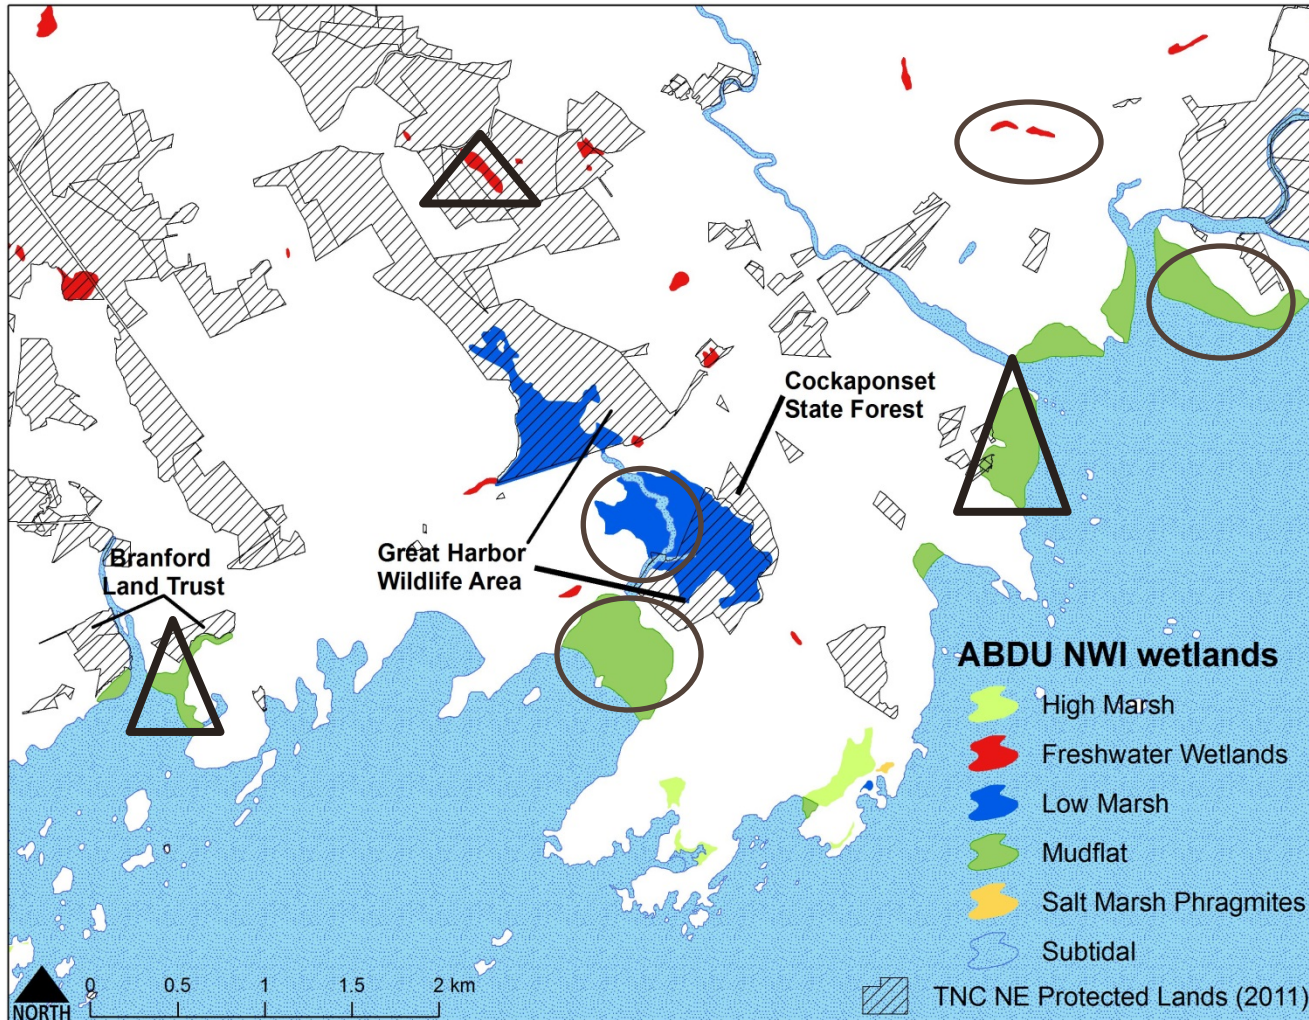 Cockaponset
State Forest
Great Harbor
Wildlife Area
Branford
Land Trust
ABDU NWI wetlands
High Marsh
Freshwater Wetlands
Low Marsh
Mudflat
Salt Marsh Phragmites
Subtidal
TNC NE Protected Lands (2011)
0 0.5 1 1.5 2 km
NORTH